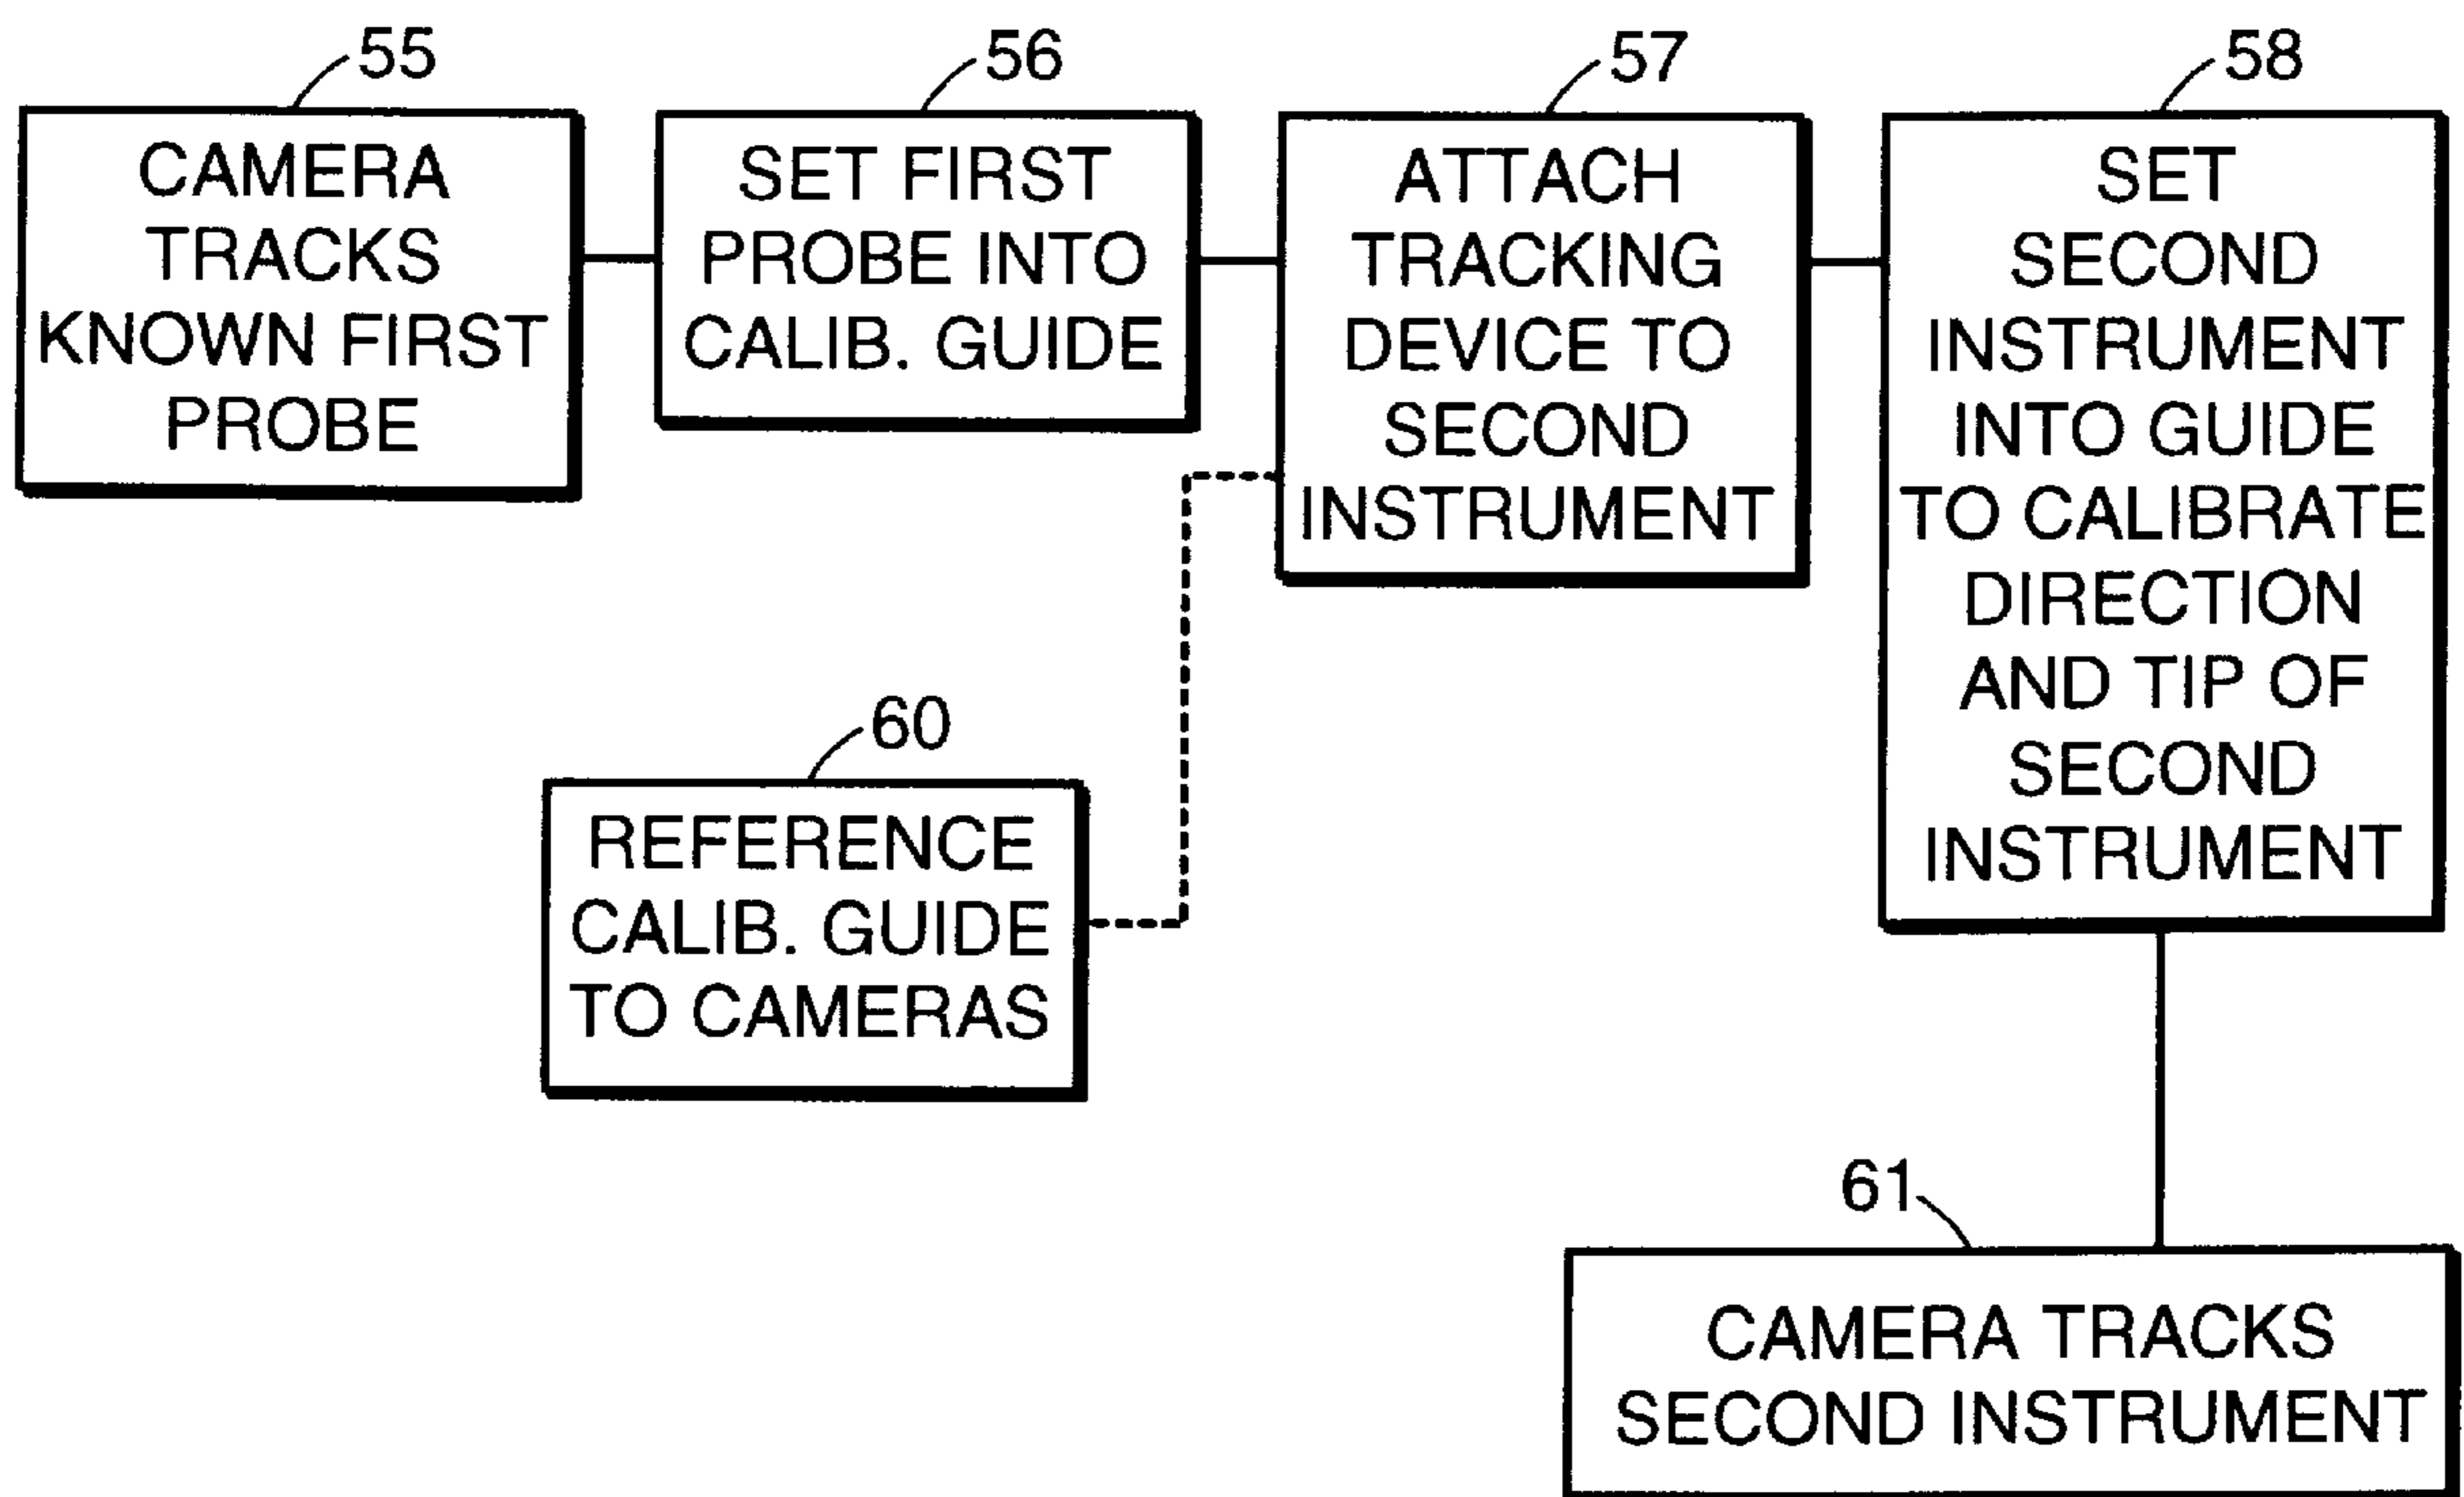 55
CAMERA
TRACKS
KNOWN FIRST
PROBE
56
SET FIRST
PROBE INTO
CALIB. GUIDE
57
ATTACH
TRACKING
DEVICE TO
SECOND
INSTRUMENT
58
SET
SECOND
INSTRUMENT
INTO GUIDE
TO CALIBRATE
DIRECTION
AND TIP OF
SECOND
INSTRUMENT
60
REFERENCE
CALIB. GUIDE
TO CAMERAS
61
CAMERA TRACKS
SECOND INSTRUMENT